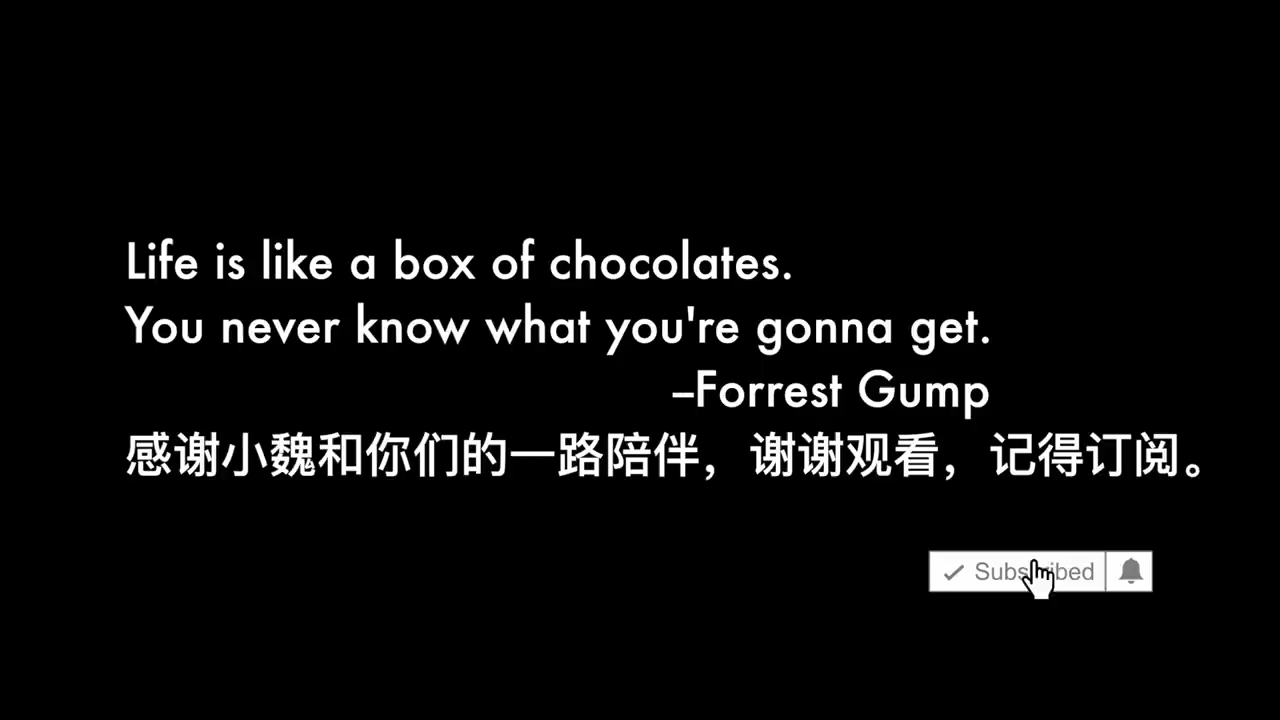 Life is like a box of chocolates.
You never know what you're gonna get.
–Forrest Gump
感谢小魏和你们的一路陪伴，谢谢观看，记得订阅。
Subscribed